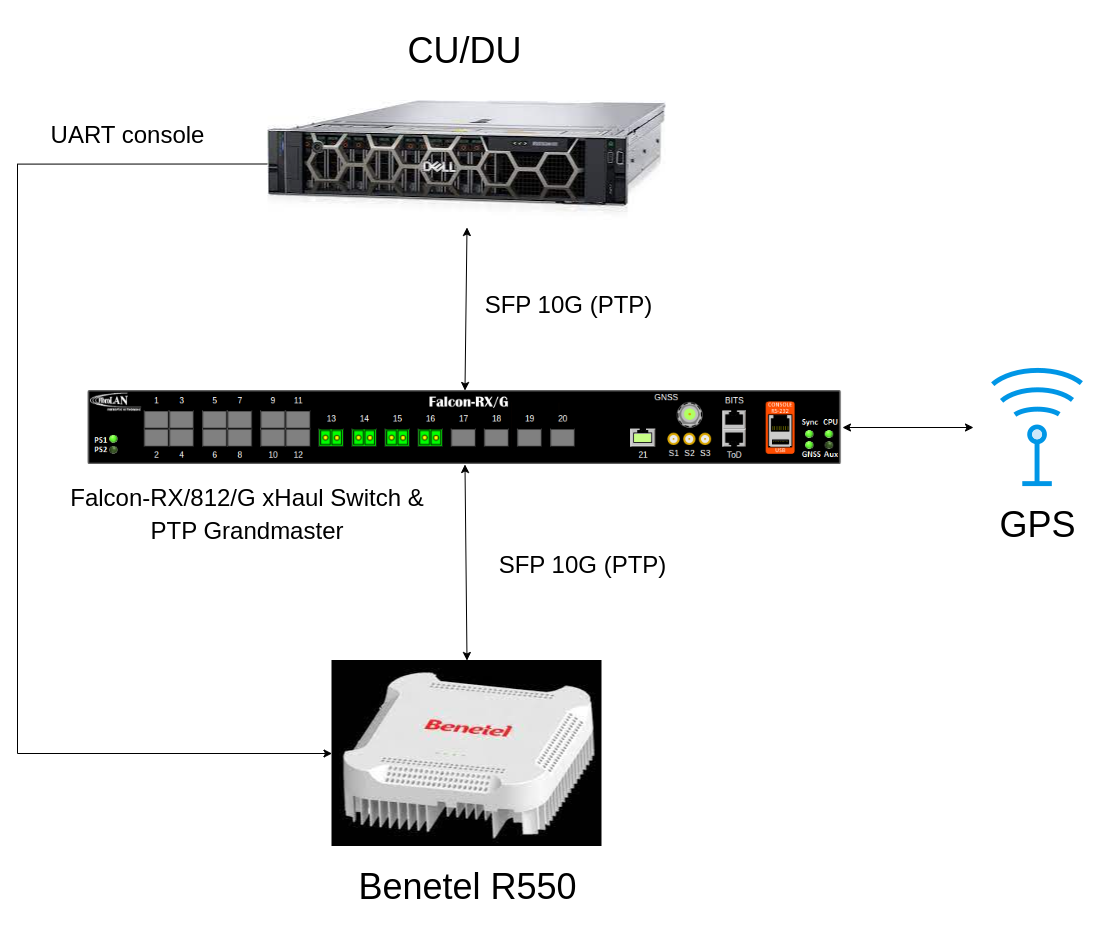 CU/DU
UART console
DELL
SFP 10G (PTP)
fibroLAN
Falcon-RX/G
GNSS
BITS
CONSOLE
RS-232
1 3 5 7 9 11
13 14 15 16 17 18 19 20
Sync CPU
PS1
PS2
2 4 6 8 10 12
21
S1 S2 S3
ToD
USB
GNSS Aux
Falcon-RX/812/G xHaul Switch &
PTP Grandmaster
GPS
SFP 10G (PTP)
Benetel
Benetel R550